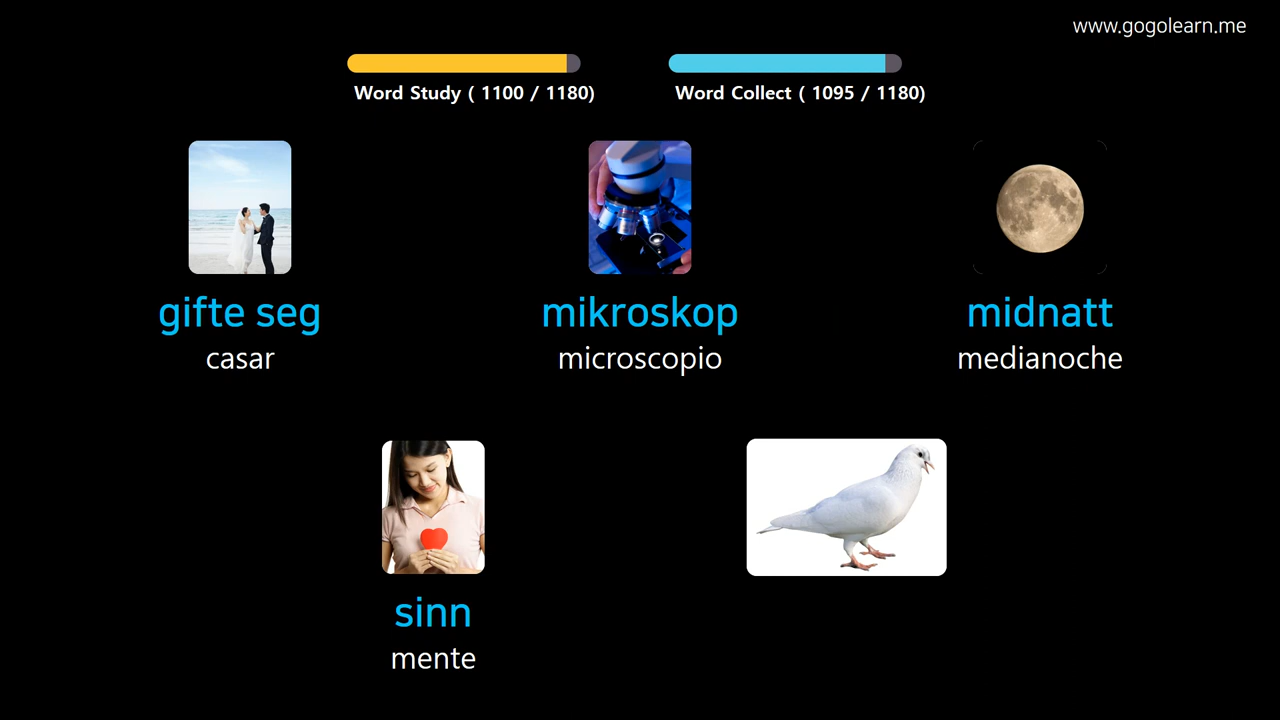 www.gogolearn.me
Word Study ( 1100 / 1180)
Word Collect ( 1095 / 1180)
gifte seg
casar
mikroskop
microscopio
midnatt
medianoche
sinn
mente